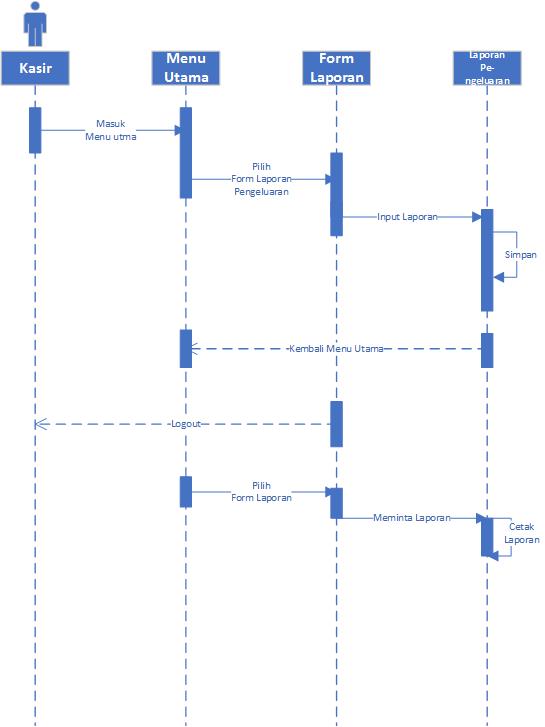 Kasir
Menu
Utama
Form
Laporan
Laporan
Pe-
ngeluaran
Masuk
Menu utma
Pilih
Form Laporan
Pengeluaran
Input Laporan
Simpan
Kembali Menu Utama
Logout
Pilih
Form Laporan
Meminta Laporan
Cetak
Laporan